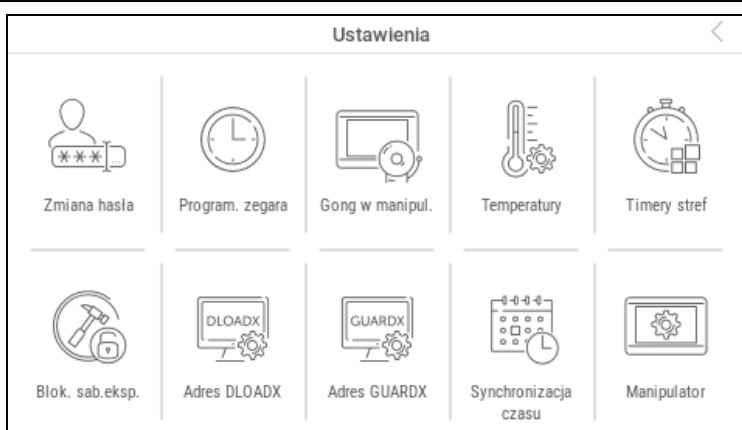 Ustawienia
***...
Zmiana hasła
Program. zegara
Gong w manipul.
Temperatury
Timery stref
DLOADX
GUARDX
Blok. sab.eksp.
Adres DLOADX
Adres GUARDX
Synchronizacja
czasu
Manipulator